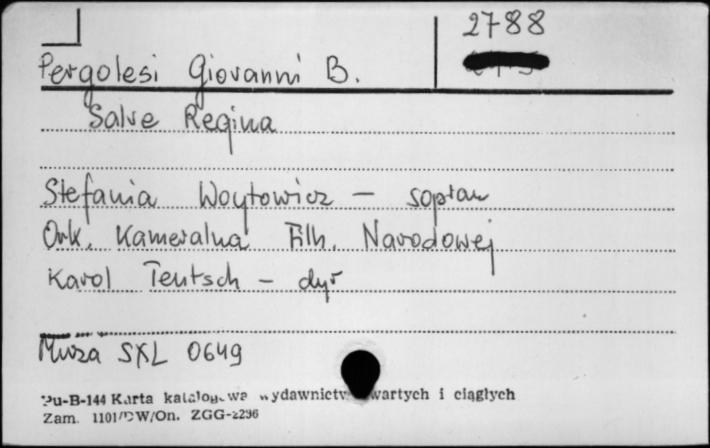 2788
Pergolesi Giovanni B.
Salve Regina
Stefania Woytowicz – sopran
Ork. Kameralna Filh. Narodowej
Karol Teutsch – dyr
Muza SXL 0649
Pu-B-144 Karta katalogowa wydawnictw zwartych i ciągłych
Zam. 1101/DW/On. ZGG-2296